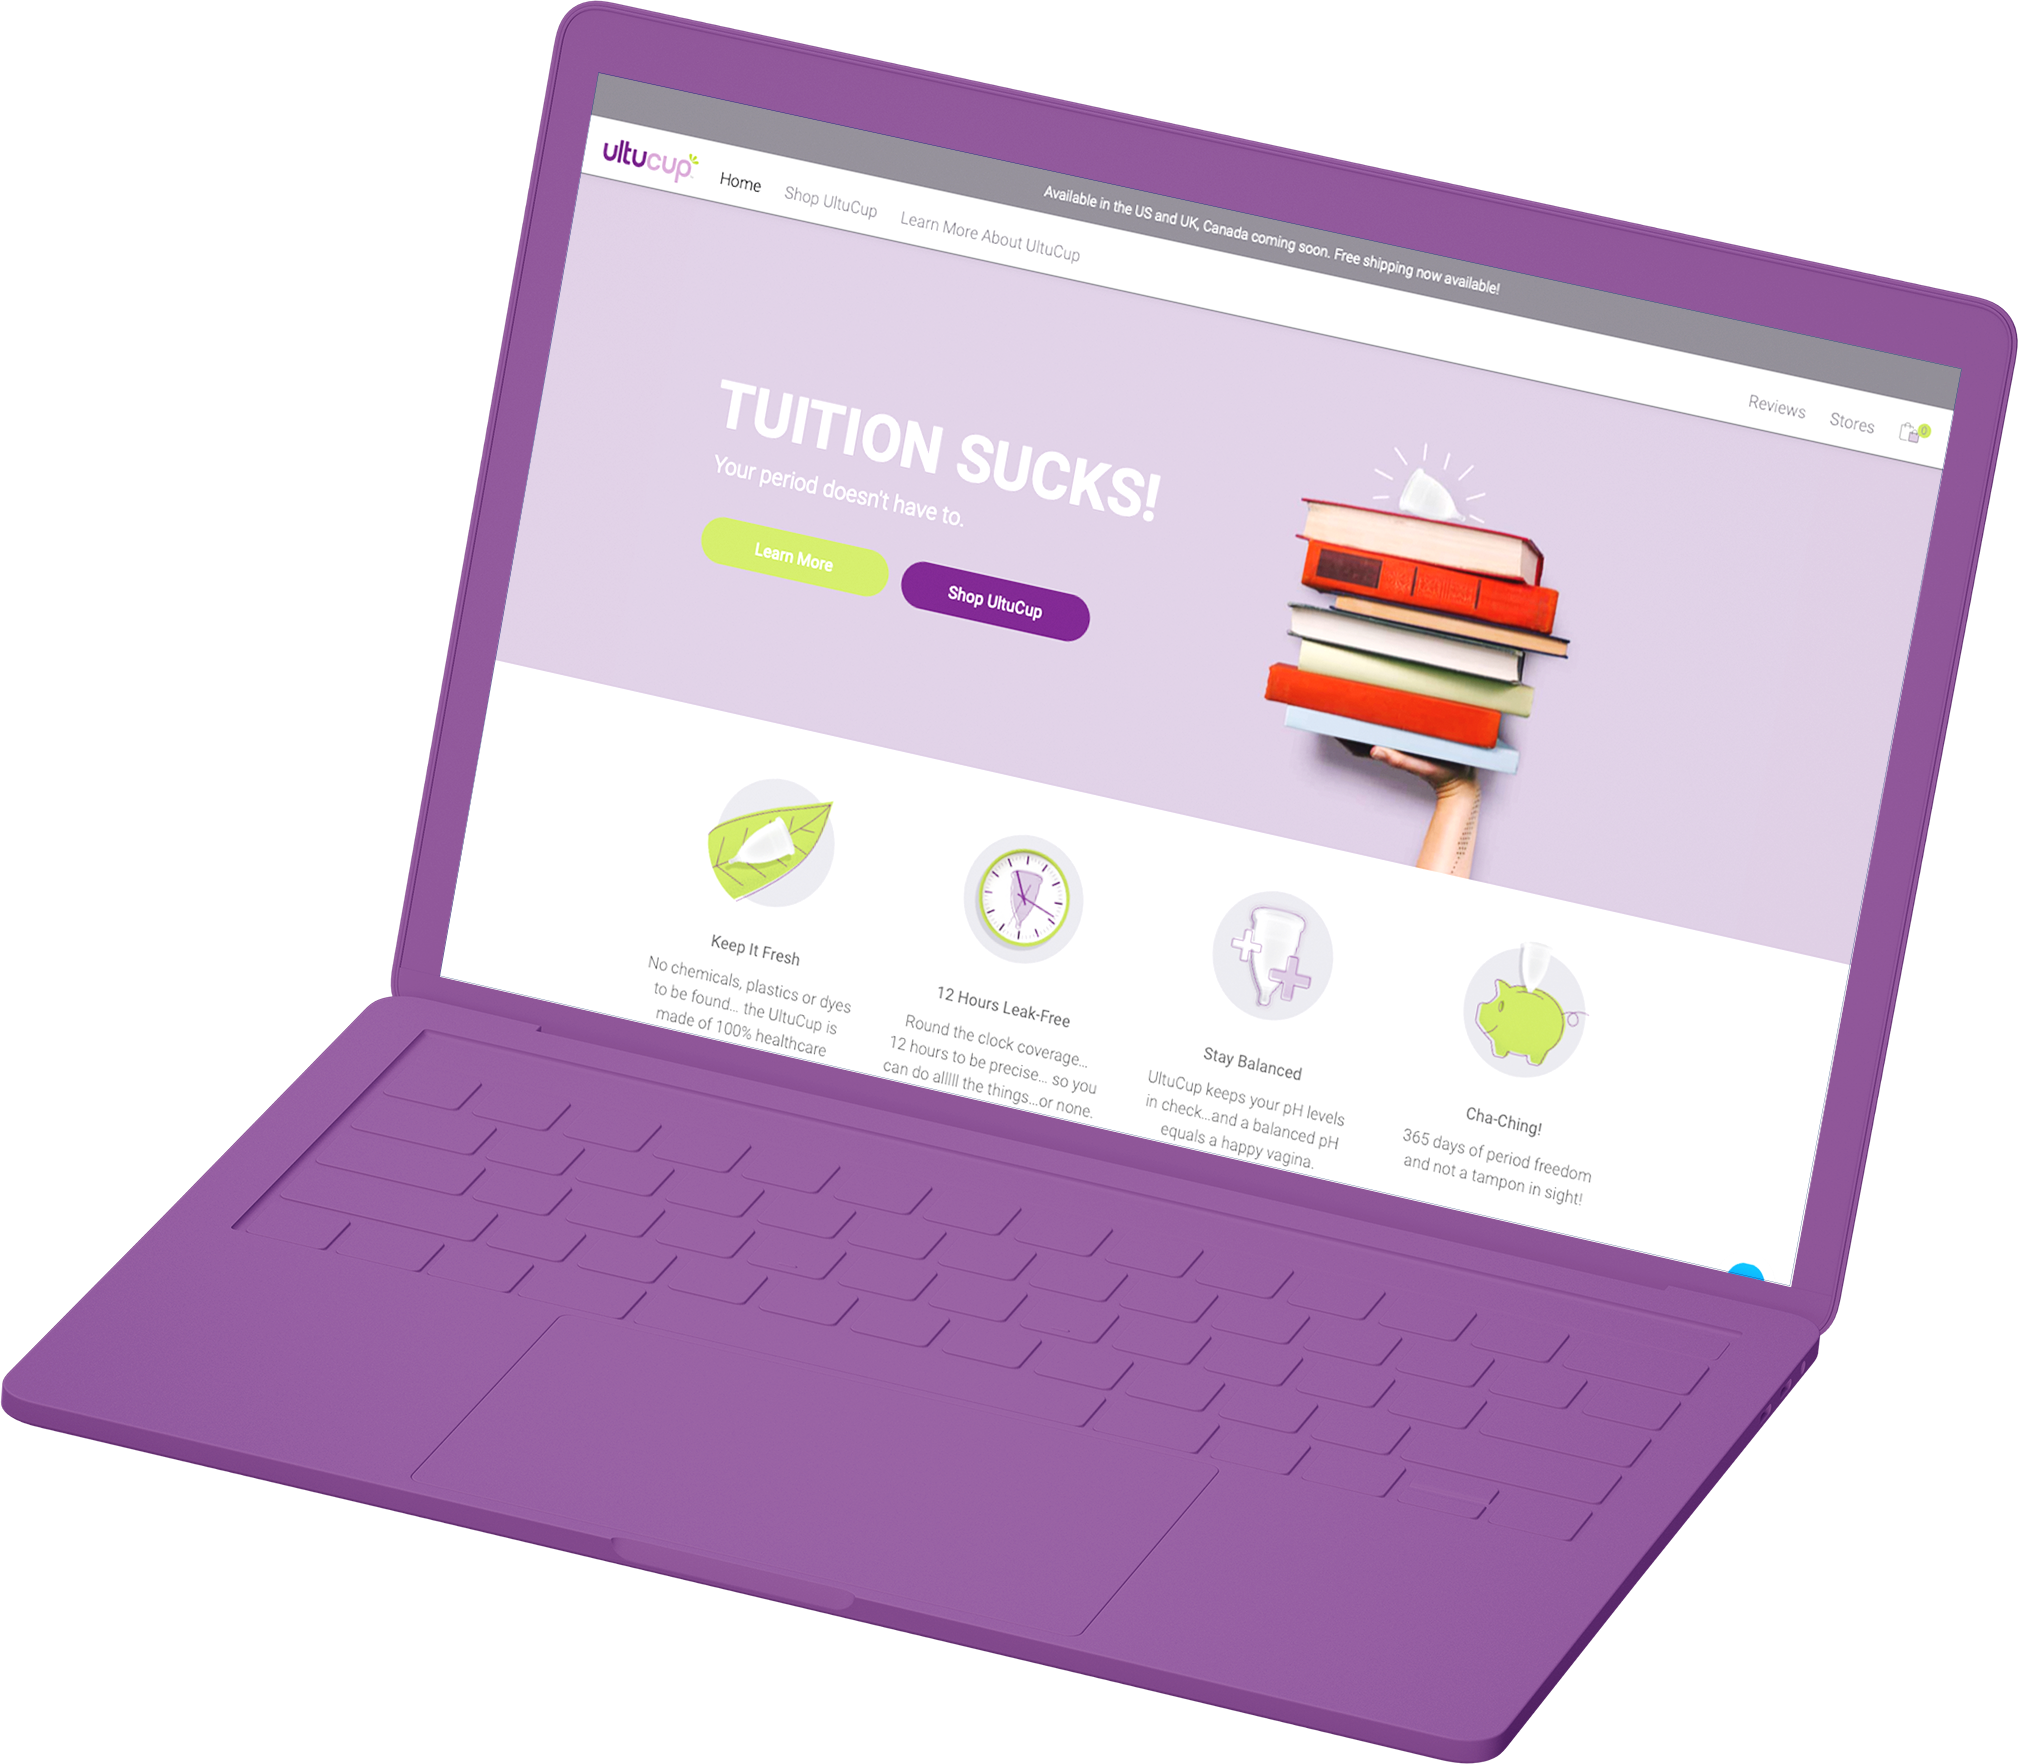 Available in the US and UK, Canada coming soon. Free shipping now available!
ultucup
Home
Shop UltuCup
Learn More About UltuCup
Reviews
Stores
0
TUITION SUCKS!
Your period doesn't have to.
Learn More
Shop UltuCup
Keep It Fresh
No chemicals, plastics or dyes
to be found... the UltuCup is
made of 100% healthcare
12 Hours Leak-Free
Round the clock coverage...
12 hours to be precise... so you
can do alllll the things...or none.
Stay Balanced
UltuCup keeps your pH levels
in check...and a balanced pH
equals a happy vagina.
Cha-Ching!
365 days of period freedom
and not a tampon in sight!